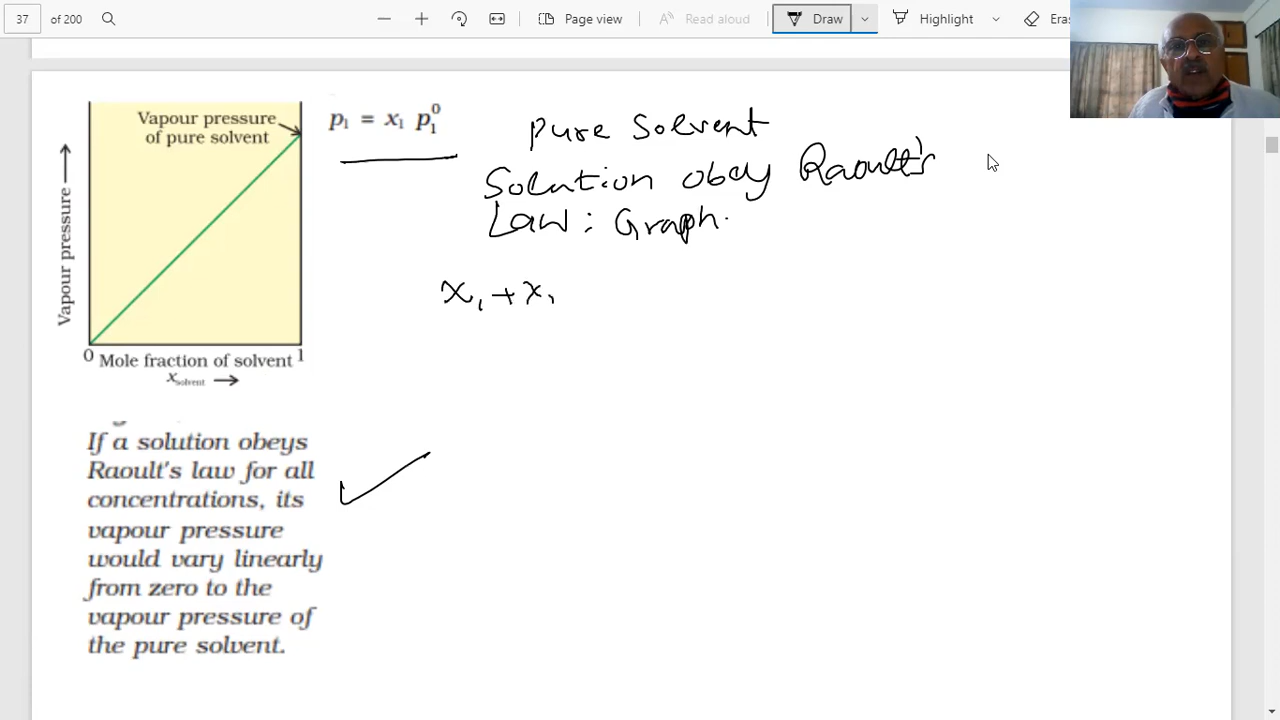 37 of 200 Page view Read aloud Draw Highlight
Vapour pressure
of pure solvent
Vapour pressure
0 Mole fraction of solvent 1
x solvent
p₁ = x₁ p₁⁰
Pure Solvent
Solution obey Raoult's
Law : Graph.
x₁ + x₁
If a solution obeys
Raoult's law for all
concentrations, its
vapour pressure
would vary linearly
from zero to the
vapour pressure of
the pure solvent.